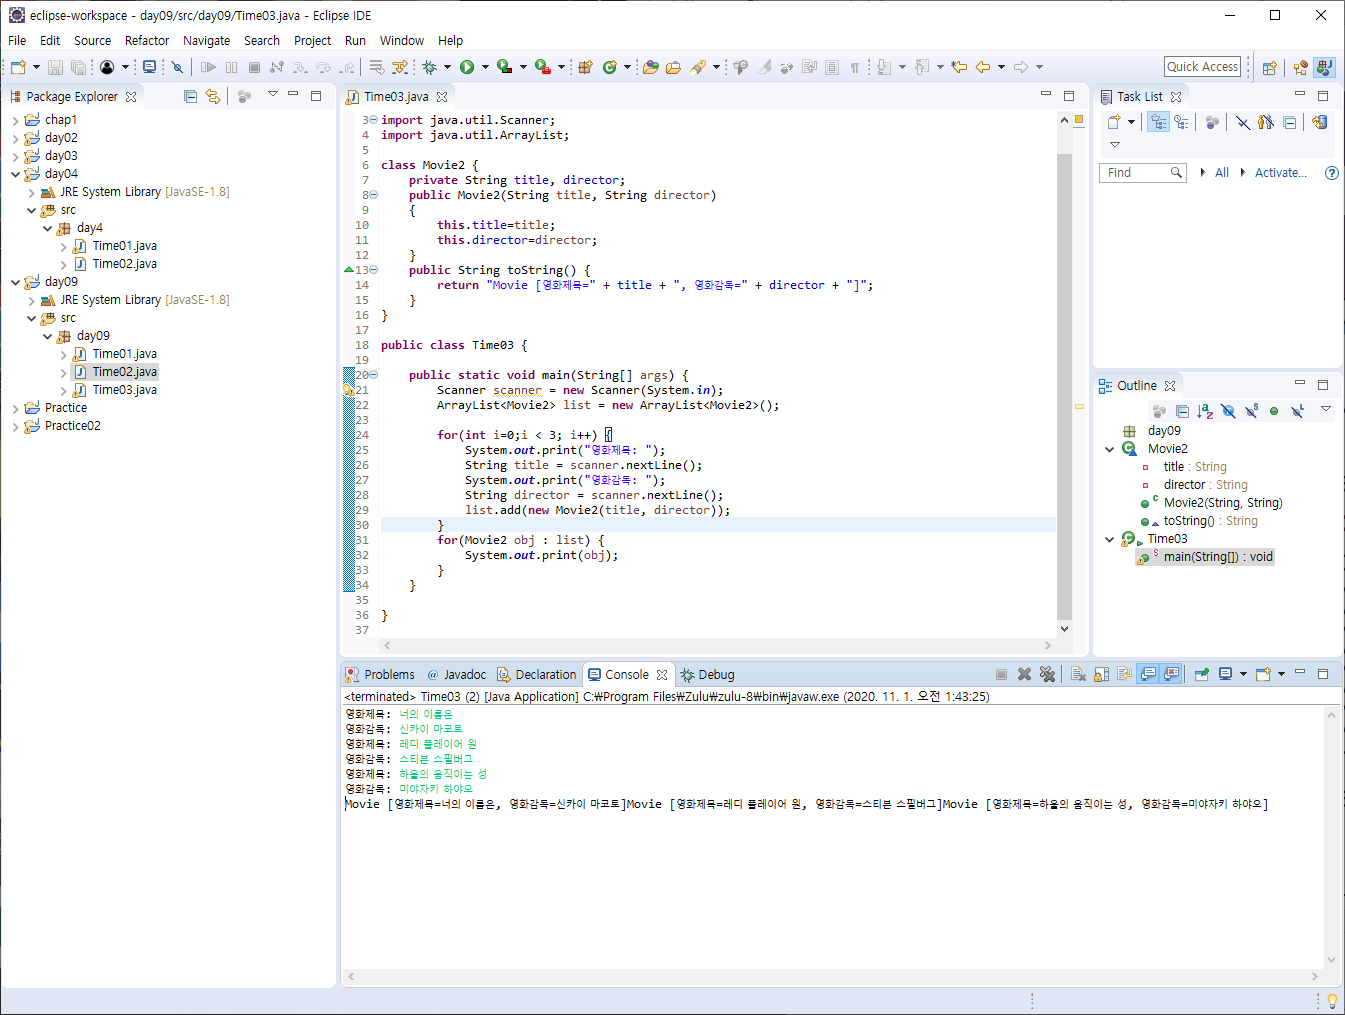 eclipse-workspace - day09/src/day09/Time03.java - Eclipse IDE
File Edit Source Refactor Navigate Search Project Run Window Help
Quick Access
Package Explorer
chap1
day02
day03
day04
JRE System Library [JavaSE-1.8]
src
day4
Time01.java
Time02.java
day09
JRE System Library [JavaSE-1.8]
src
day09
Time01.java
Time02.java
Time03.java
Practice
Practice02
Time03.java
3 import java.util.Scanner;
4 import java.util.ArrayList;
5
6 class Movie2 {
7 private String title, director;
8 public Movie2(String title, String director)
9 {
10 this.title=title;
11 this.director=director;
12 }
13 public String toString() {
14 return "Movie [영화제목=" + title + ", 영화감독=" + director + "]";
15 }
16 }
17
18 public class Time03 {
19
20 public static void main(String[] args) {
21 Scanner scanner = new Scanner(System.in);
22 ArrayList<Movie2> list = new ArrayList<Movie2>();
23
24 for(int i=0;i < 3; i++) {
25 System.out.print("영화제목: ");
26 String title = scanner.nextLine();
27 System.out.print("영화감독: ");
28 String director = scanner.nextLine();
29 list.add(new Movie2(title, director));
30 }
31 for(Movie2 obj : list) {
32 System.out.print(obj);
33 }
34 }
35
36 }
37
Task List
Find All Activate...
Outline
day09
Movie2
title : String
director : String
Movie2(String, String)
toString() : String
Time03
main(String[]) : void
Problems @ Javadoc Declaration Console Debug
<terminated> Time03 (2) [Java Application] C:₩Program Files₩Zulu₩zulu-8₩bin₩javaw.exe (2020. 11. 1. 오전 1:43:25)
영화제목: 너의 이름은
영화감독: 신카이 마코토
영화제목: 레디 플레이어 원
영화감독: 스티븐 스필버그
영화제목: 하울의 움직이는 성
영화감독: 미야자키 하야오
Movie [영화제목=너의 이름은, 영화감독=신카이 마코토]Movie [영화제목=레디 플레이어 원, 영화감독=스티븐 스필버그]Movie [영화제목=하울의 움직이는 성, 영화감독=미야자키 하야오]